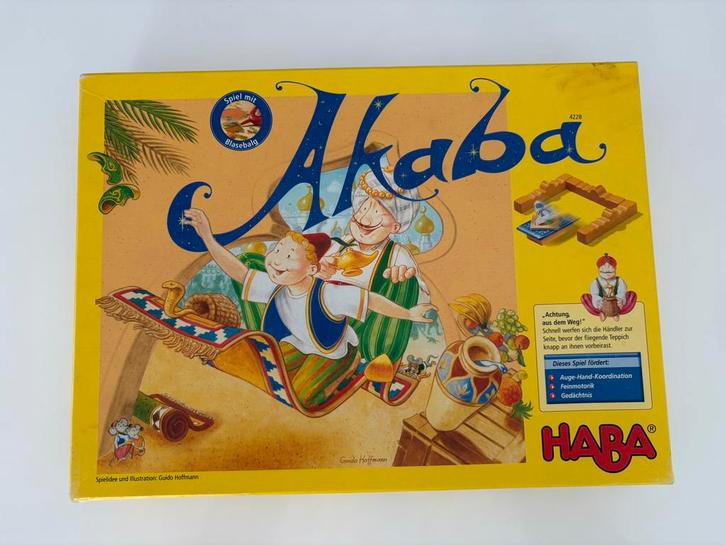 Spiel mit
Blasebalg
Akaba
4228
„Achtung,
aus dem Weg!“
Schnell werfen sich die Händler zur
Seite, bevor der fliegende Teppich
knapp an ihnen vorbeirast.
Dieses Spiel fördert:
Auge-Hand-Koordination
Feinmotorik
Gedächtnis
HABA®
Guido Hoffmann
Spielidee und Illustration: Guido Hoffmann